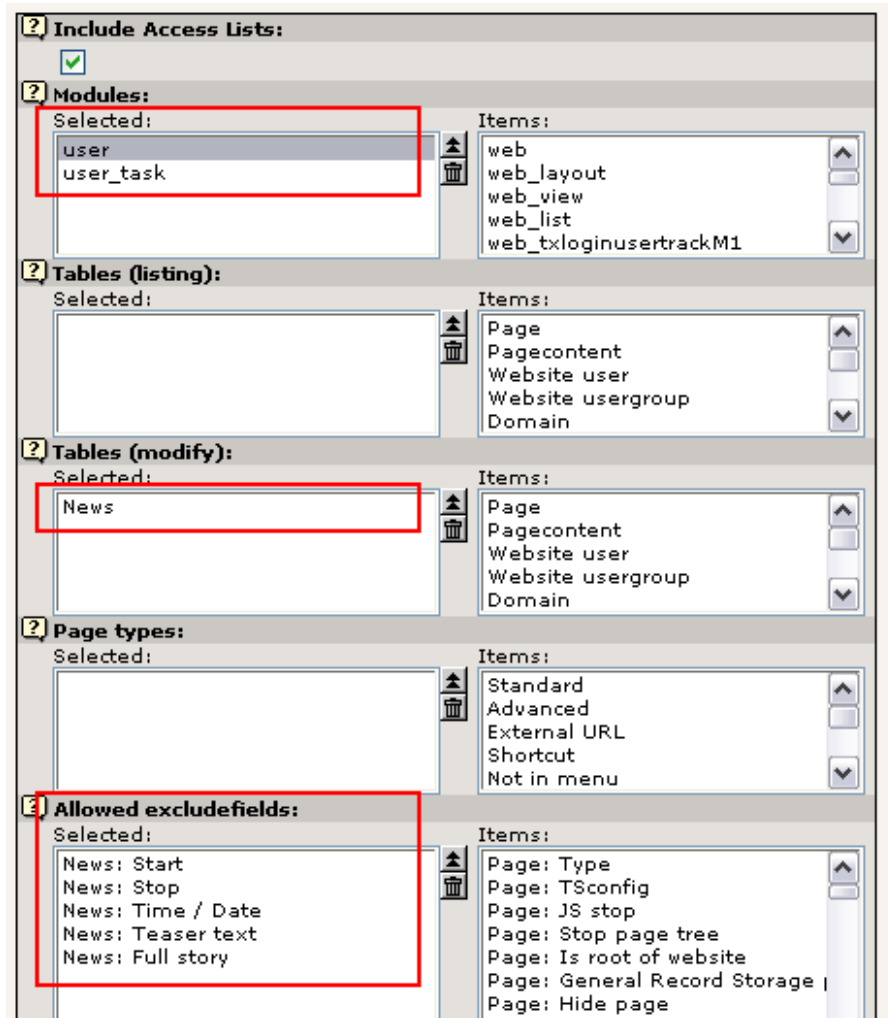 Include Access Lists:
Modules:
Selected:
user
user_task
Items:
web
web_layout
web_view
web_list
web_txloginusertrackM1
Tables (listing):
Selected:
Items:
Page
Pagecontent
Website user
Website usergroup
Domain
Tables (modify):
Selected:
News
Items:
Page
Pagecontent
Website user
Website usergroup
Domain
Page types:
Selected:
Items:
Standard
Advanced
External URL
Shortcut
Not in menu
Allowed excludefields:
Selected:
News: Start
News: Stop
News: Time / Date
News: Teaser text
News: Full story
Items:
Page: Type
Page: TSconfig
Page: JS stop
Page: Stop page tree
Page: Is root of website
Page: General Record Storage
Page: Hide page